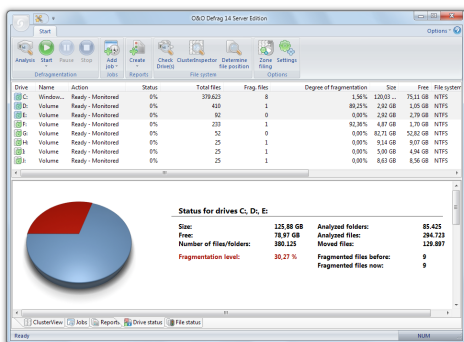 O&O Defrag 14 Server Edition
Start
Options
Analysis Start Pause Stop Add job Create Reports Check Drive(s) ClusterInspector Determine file position Zone filing Settings
Defragmentation Jobs Reports File system Options
Drive Name Action Status Total files Frag. files Degree of fragmentation Size Free File system
C: Window... Ready - Monitored 0% 379.623 8 1,56% 120,03 ... 75,11 GB NTFS
D: Volume Ready - Monitored 0% 410 1 89,25% 2,92 GB 1,05 GB NTFS
E: Volume Ready - Monitored 0% 92 0 0,00% 2,92 GB 2,79 GB NTFS
F: Volume Ready - Monitored 0% 233 1 92,36% 4,87 GB 1,70 GB NTFS
G: Volume Ready - Monitored 0% 52 0 0,00% 82,71 GB 52,82 GB NTFS
H: Volume Ready - Monitored 0% 25 1 0,00% 9,14 GB 9,07 GB NTFS
I: Volume Ready - Monitored 0% 25 1 0,00% 5,00 GB 4,94 GB NTFS
J: Volume Ready - Monitored 0% 25 1 0,00% 8,63 GB 8,56 GB NTFS
Status for drives C:, D:, E:
Size: 125,88 GB Analyzed folders: 85.425
Free: 78,97 GB Analyzed files: 294.723
Number of files/folders: 380.125 Moved files: 129.897
Fragmentation level: 30,27 % Fragmented files before: 9
Fragmented files now: 9
ClusterView Jobs Reports Drive status File status
Ready NUM